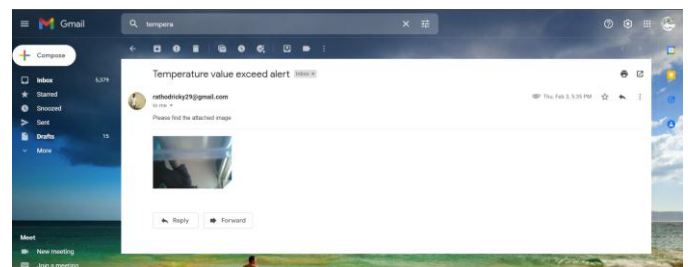 Gmail
tempera
Compose
Inbox 5,379
Starred
Snoozed
Sent
Drafts 15
More
Temperature value exceed alert Inbox ×
rathodricky29@gmail.com
to me
Thu, Feb 3, 5:35 PM
Please find the attached image
Reply
Forward
Meet
New meeting
Join a meeting